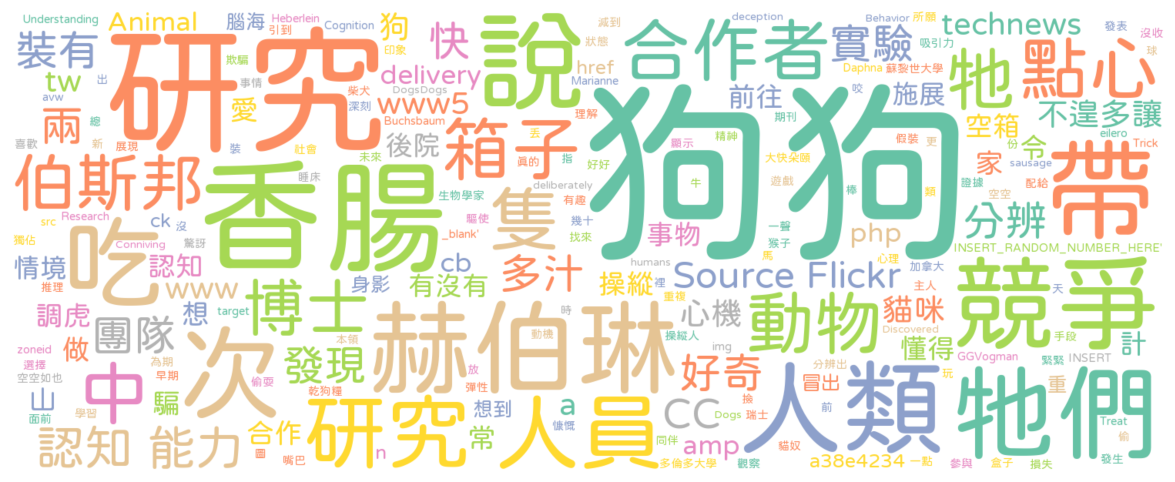 Understanding
Animal
腦海
Heberlein
引到
Cognition
狗
印象
快
說
減到
狀態
deception
合作者
Behavior
所願
吸引力
實驗
technews
發表
沒收
球
裝有
tw
出
avw
欺騙
事情
柴犬
深刻
愛
研究
delivery
DogsDogs
href
Marianne
前往
Daphna
蘇黎世大學
咬
施展
牠
點心
不遑多讓
兩
總
新
喜歡
展現
裝
社會
www5
Buchsbaum
後院
箱子
丟
理解
真的
精神
顯示
期刊
假裝
更
空箱
份
令
eilero
Trick
伯斯邦
香腸
未來
睡床
生物學家
隻
deliberately
指
有趣
好好
狗狗
大快朵頤
牛
遊戲
棒
類
家
證據
sausage
空空
配給
帶
src
Research
獨佔
ck
沒
Conniving
驚訝
吃
_blank'
驅使
幾十
找來
事物
一聲
猴子
馬
心理
php
分辨
INSERT_RANDOM_NUMBER_HERE'
情境
推理
認知
www
cb
身影
有沒有
多汁
humans
操縱
裡
重複
Source Flickr
加拿大
主人
天
調虎
target
想
博士
本領
動機
時
操縱人
心機
動物
貓咪
Discovered
手段
競爭
zoneid
選擇
做
團隊
為期
空空如也
早期
中
騙
偷耍
次
發現
乾狗糧
赫伯琳
放
彈性
img
好奇
撿
分辨出
玩
懂得
GGVogman
緊緊
INSERT
計
冒出
重
山
面前
學習
認知 能力
合作
圖
嘴巴
研究人員
n
常
想到
a
慷慨
CC
同伴
Dogs
瑞士
amp
多倫多大學
觀察
貓奴
前
人類
a38e4234
一點
參與
盒子
損失
牠們
Treat
偷
發生